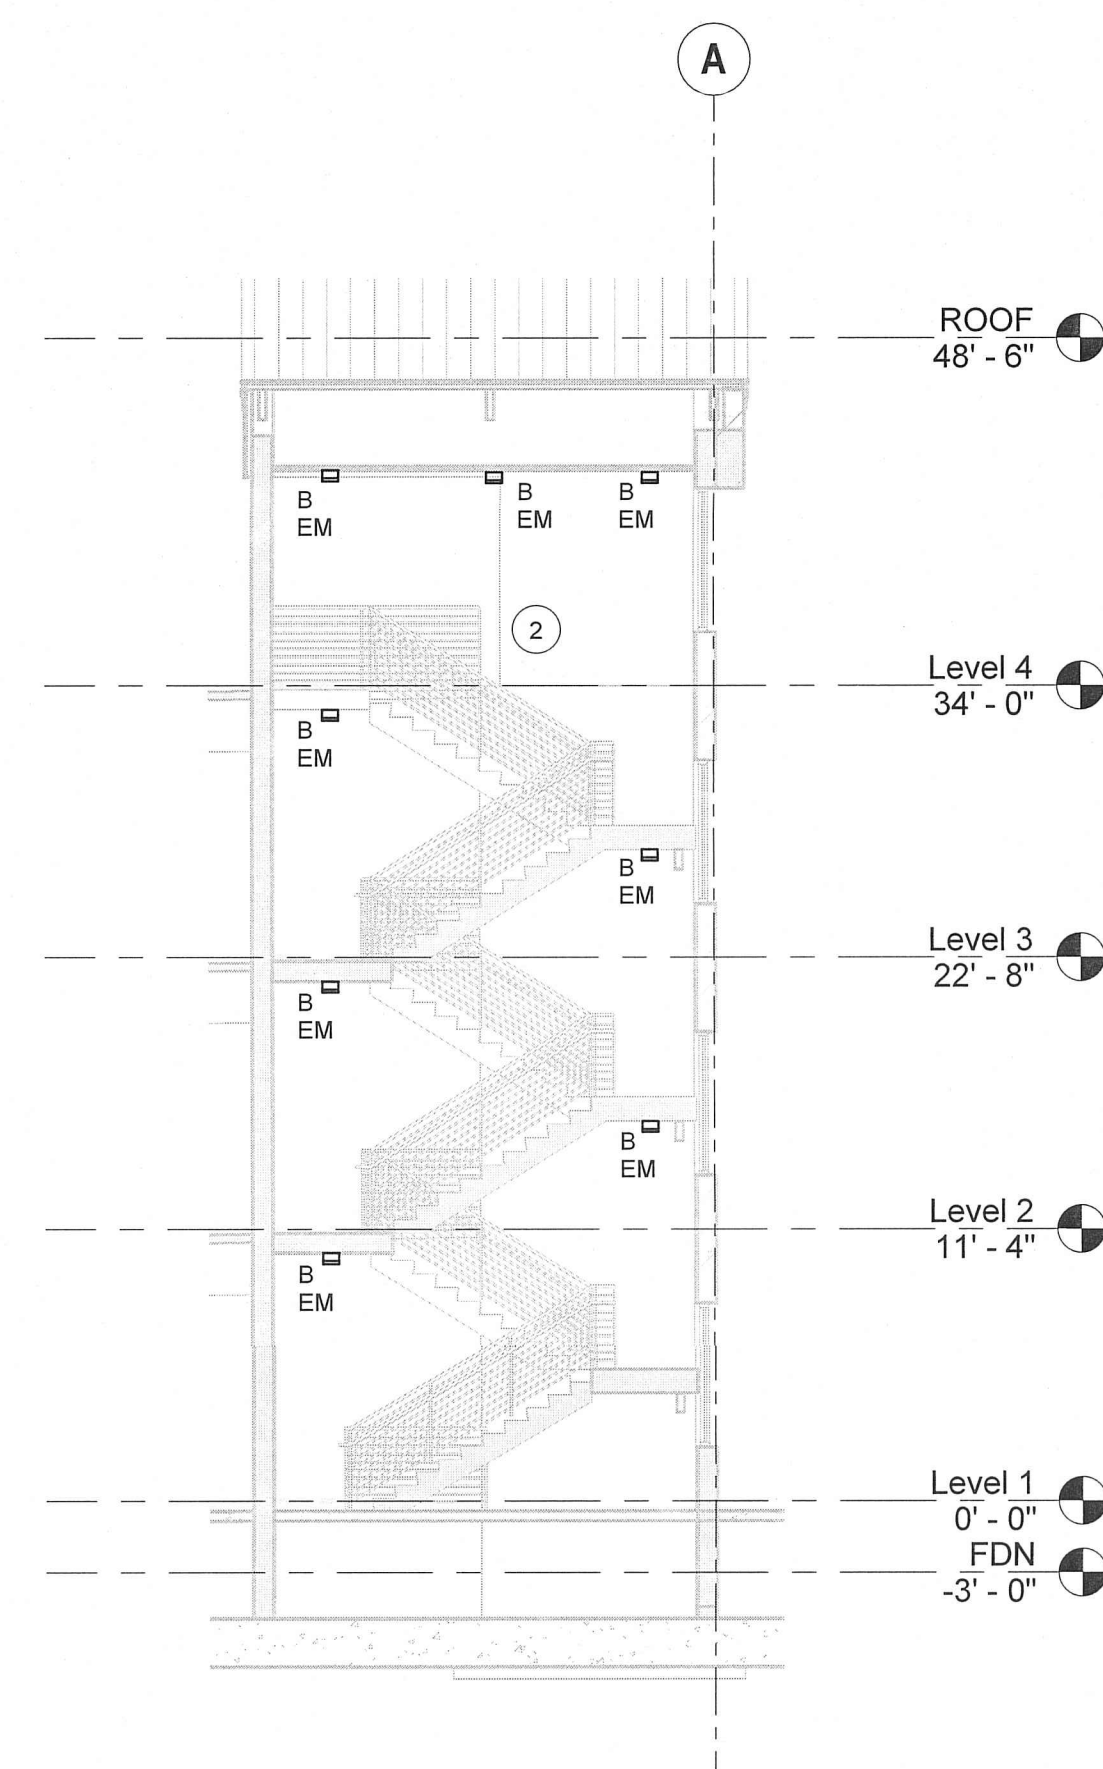 A
ROOF
48' - 6"
B
EM
B
EM
B
EM
2
Level 4
34' - 0"
B
EM
B
EM
Level 3
22' - 8"
B
EM
B
EM
Level 2
11' - 4"
B
EM
Level 1
0' - 0"
FDN
-3' - 0"